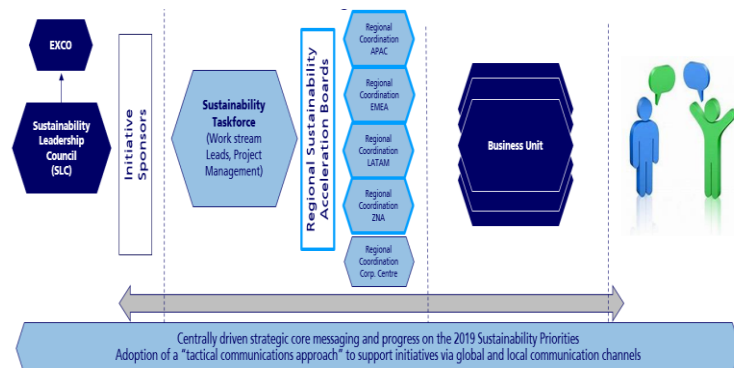 EXCO
Sustainability
Leadership
Council
(SLC)
Initiative
Sponsors
Sustainability
Taskforce
(Work stream
Leads, Project
Management)
Regional Sustainability
Acceleration Boards
Regional
Coordination
APAC
Regional
Coordination
EMEA
Regional
Coordination
LATAM
Regional
Coordination
ZNA
Regional
Coordination
Corp. Centre
Business Unit
Centrally driven strategic core messaging and progress on the 2019 Sustainability Priorities
Adoption of a "tactical communications approach" to support initiatives via global and local communication channels